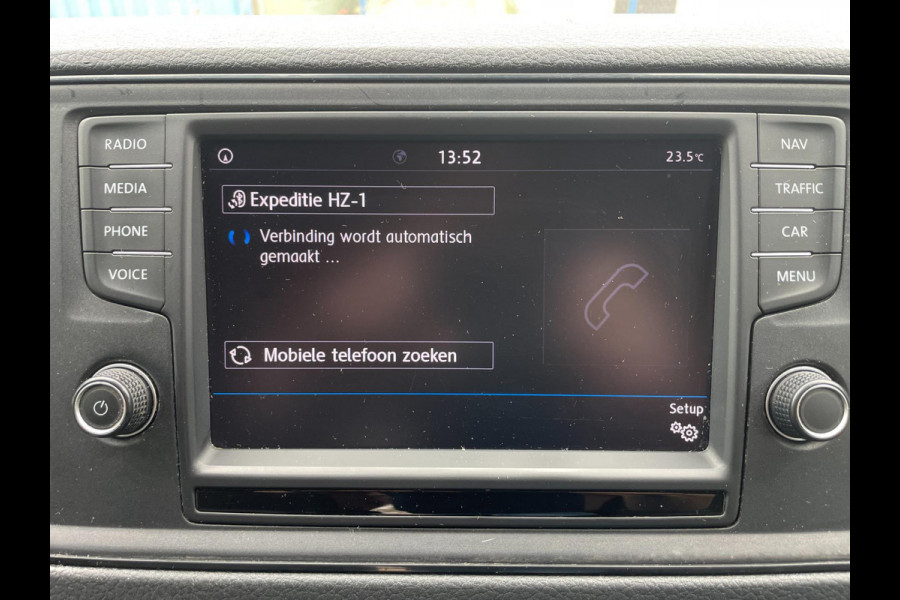 RADIO
MEDIA
PHONE
VOICE
13:52
23.5°C
Expeditie HZ-1
Verbinding wordt automatisch
gemaakt ...
Mobiele telefoon zoeken
Setup
NAV
TRAFFIC
CAR
MENU